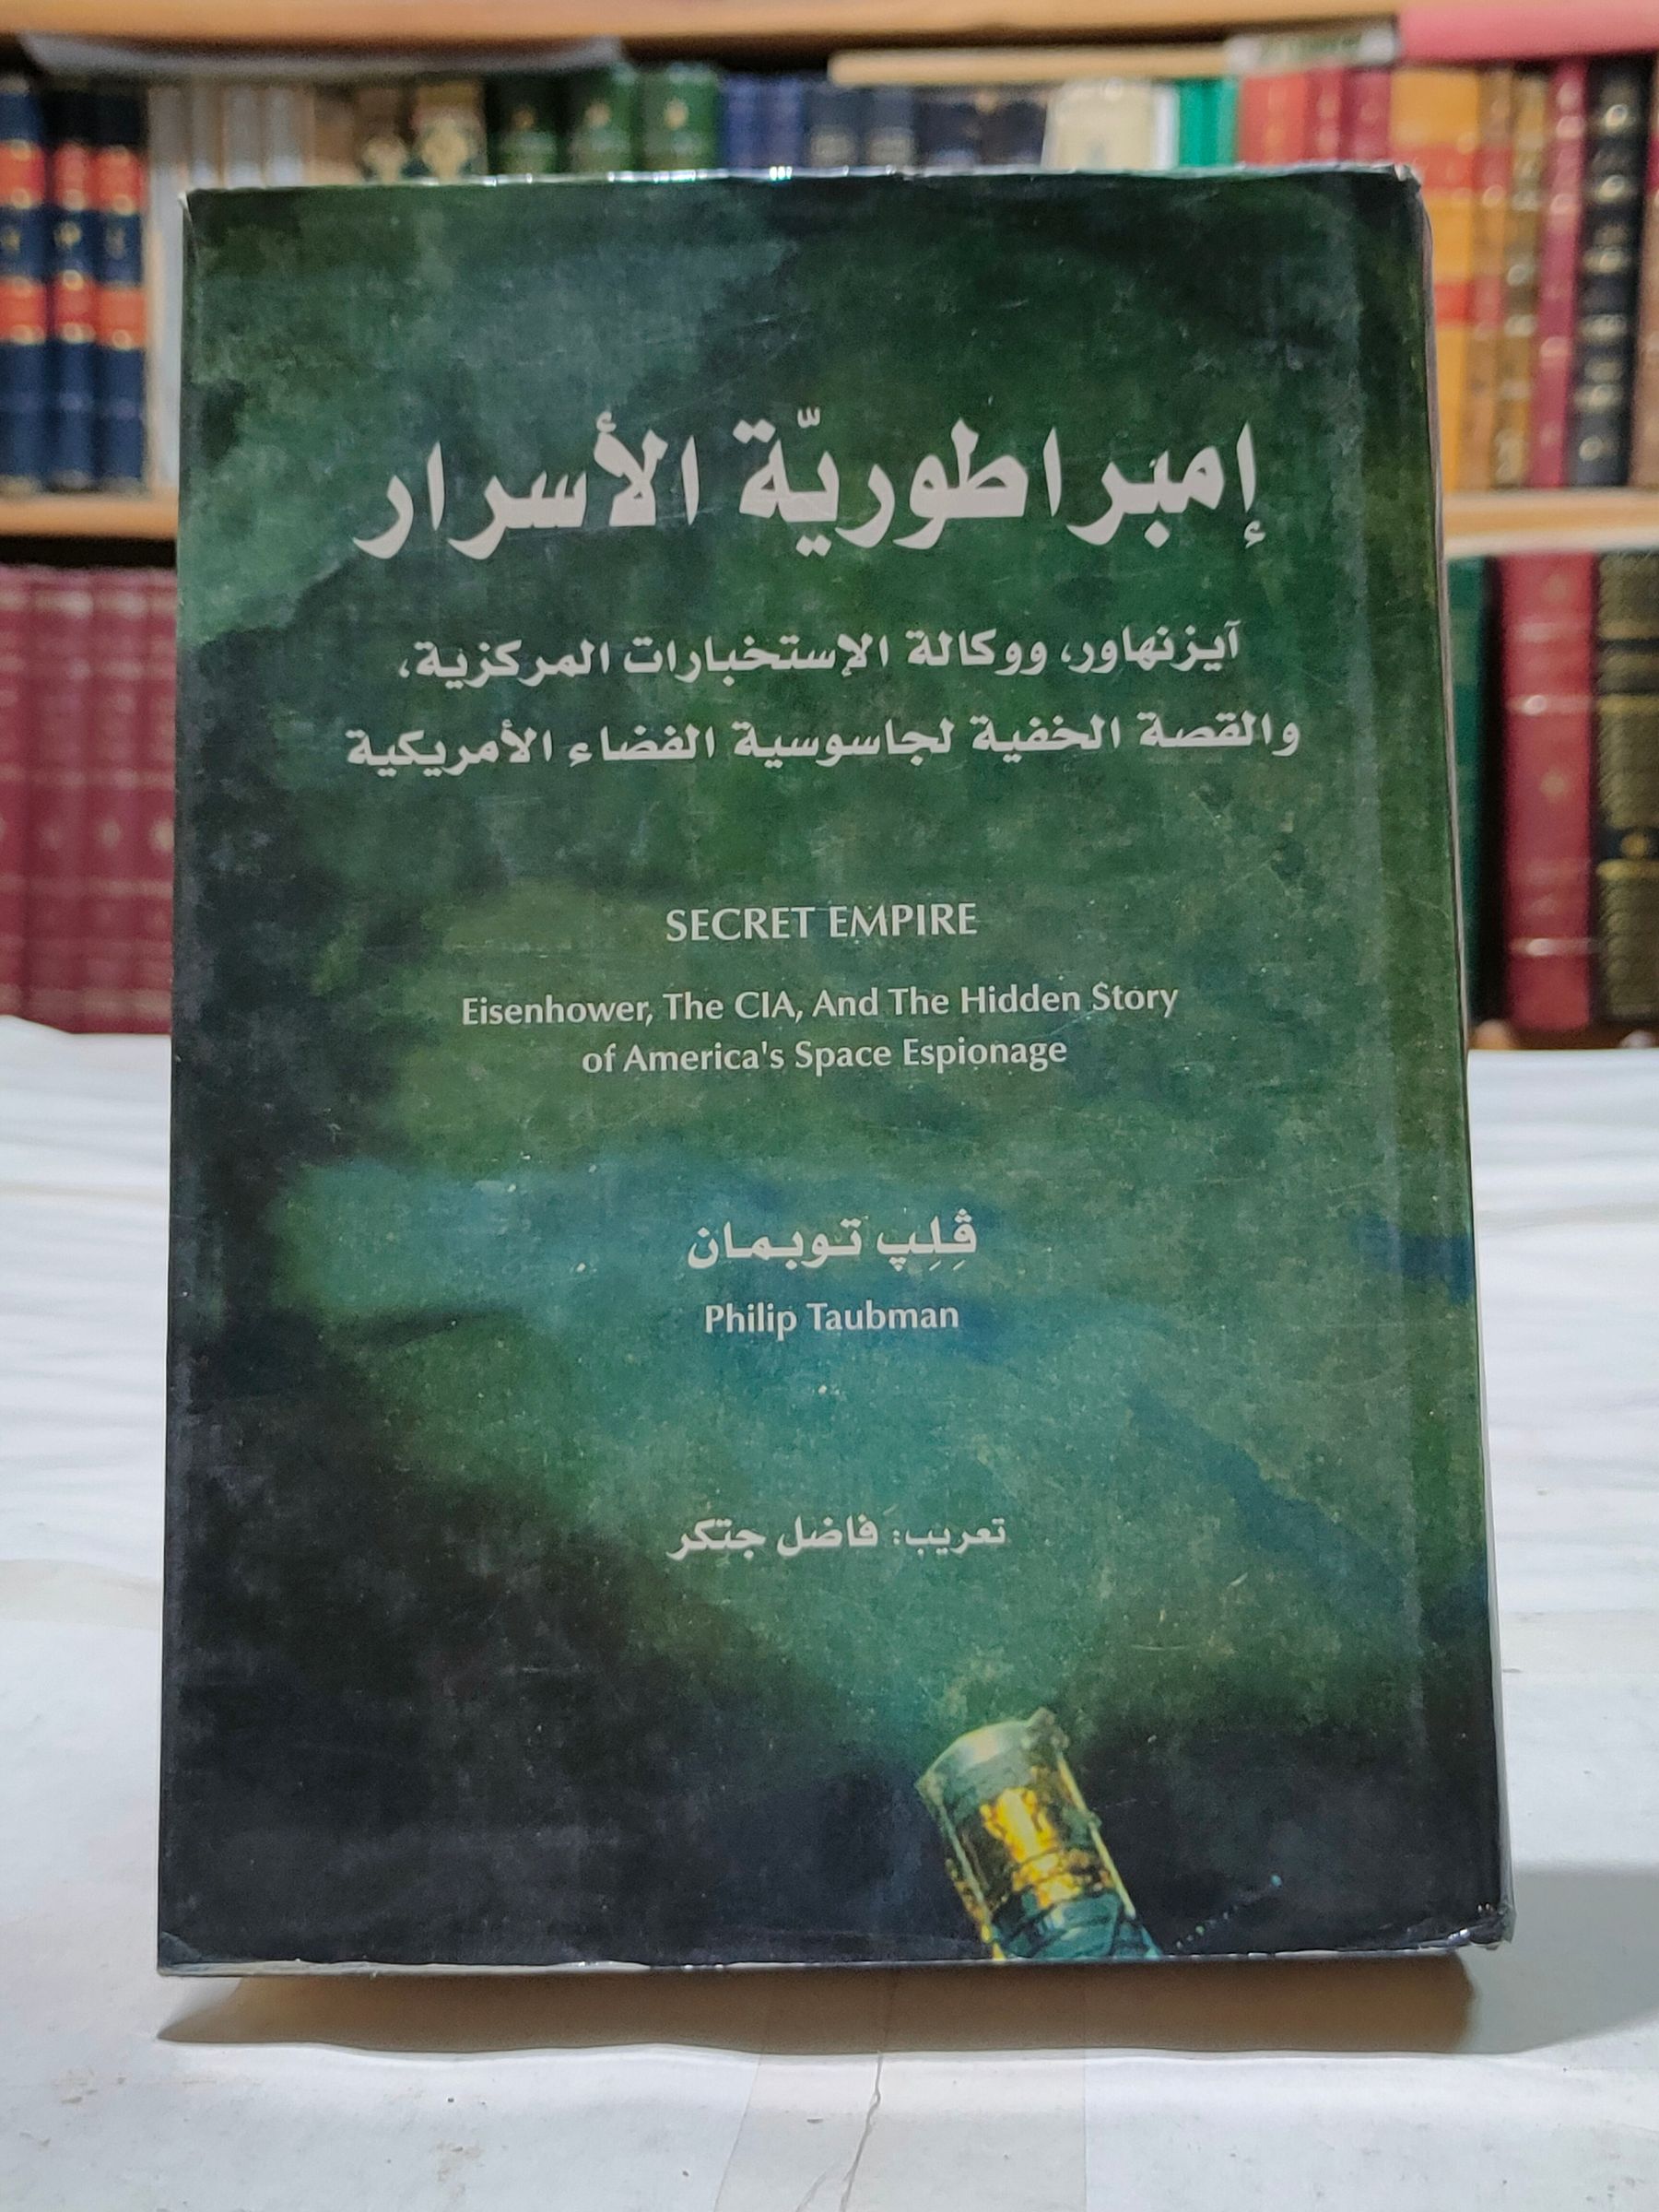 إمبراطوريّة الأسرار
آيزنهاور، ووكالة الإستخبارات المركزية،
والقصة الخفية لجاسوسية الفضاء الأمريكية
SECRET EMPIRE
Eisenhower, The CIA, And The Hidden Story
of America's Space Espionage
ڤِلِيپ توبمان
Philip Taubman
تعريب: فاضل جتكر